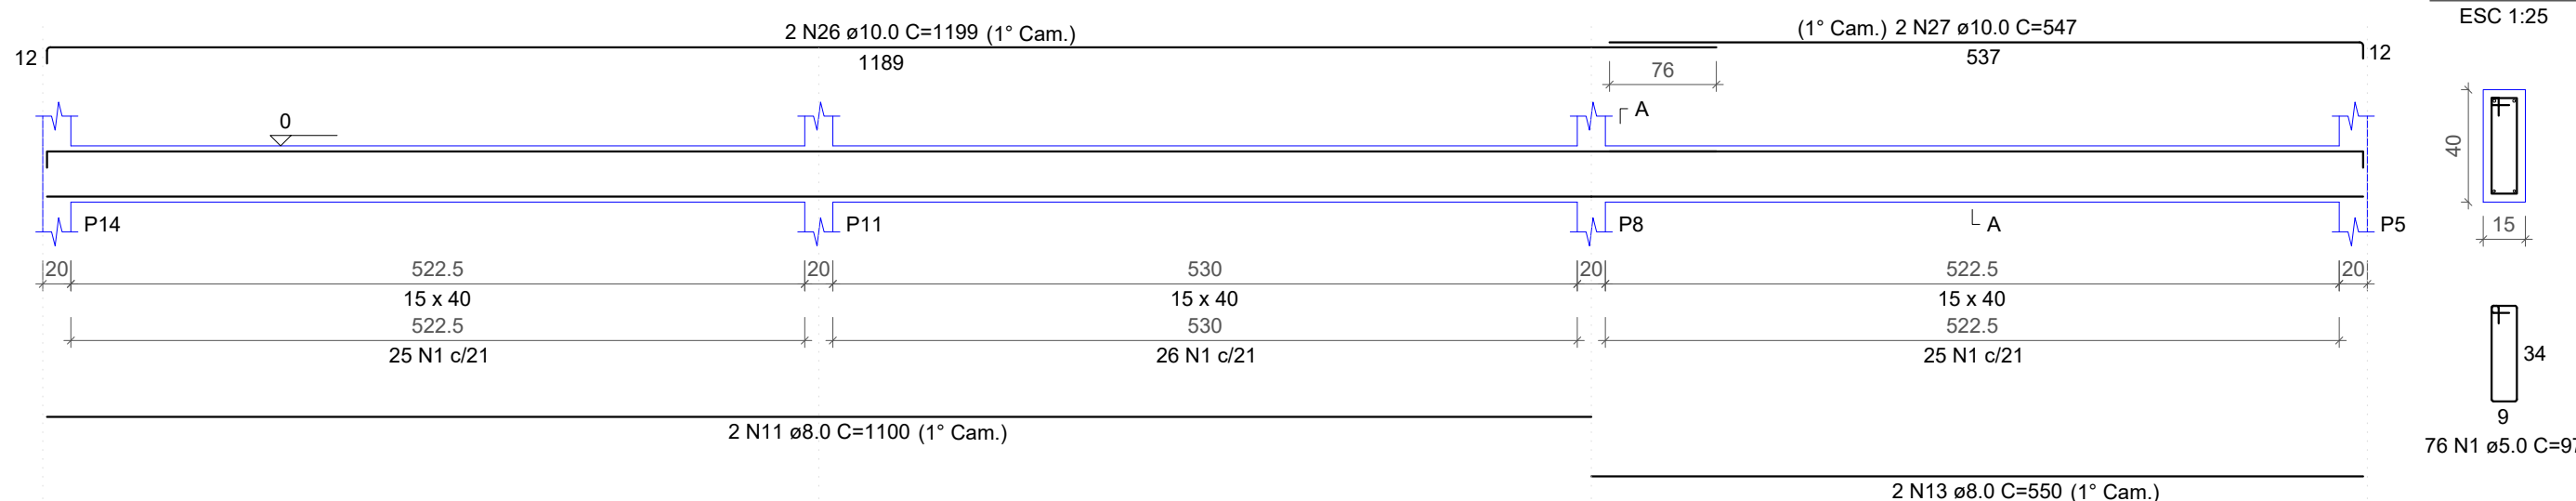 2 N26 ø10.0 C=1199 (1° Cam.)
(1° Cam.) 2 N27 ø10.0 C=547
ESC 1:25
12
1189
537
12
76
A
0
40
P14
P11
P8
A
P5
15
20
522.5
20
530
20
522.5
20
15 x 40
15 x 40
15 x 40
522.5
530
522.5
25 N1 c/21
26 N1 c/21
25 N1 c/21
34
9
2 N11 ø8.0 C=1100 (1° Cam.)
76 N1 ø5.0 C=97
2 N13 ø8.0 C=550 (1° Cam.)